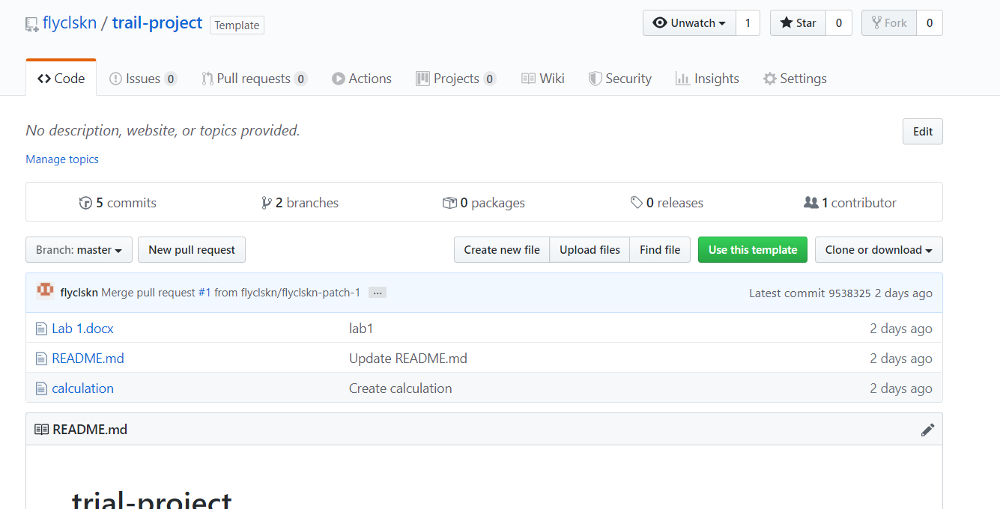 flyclskn / trail-project Template Unwatch 1 Star 0 Fork 0
Code Issues 0 Pull requests 0 Actions Projects 0 Wiki Security Insights Settings
No description, website, or topics provided. Edit
Manage topics
5 commits 2 branches 0 packages 0 releases 1 contributor
Branch: master New pull request Create new file Upload files Find file Use this template Clone or download
flyclskn Merge pull request #1 from flyclskn/flyclskn-patch-1 … Latest commit 9538325 2 days ago
Lab 1.docx lab1 2 days ago
README.md Update README.md 2 days ago
calculation Create calculation 2 days ago
README.md
trial-project